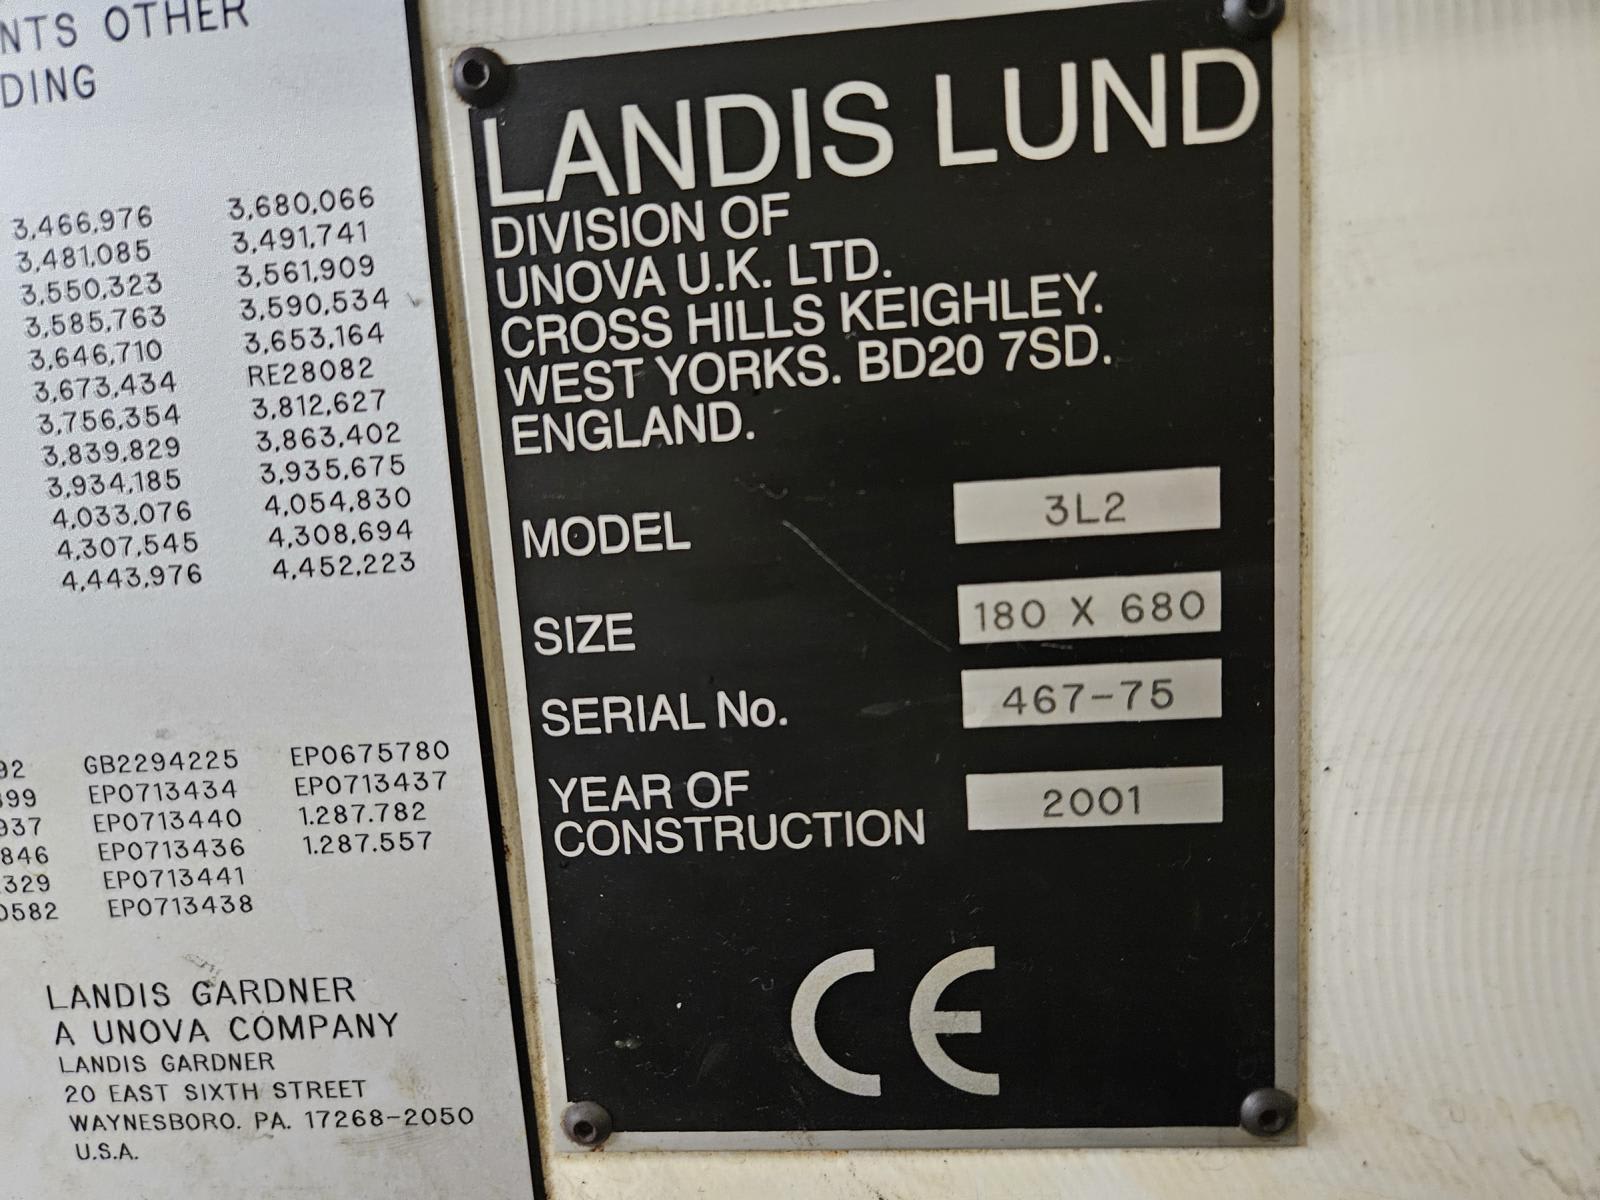 NTS OTHER
DING
3,466,976 3,680,066
3,481,085 3,491,741
3,550,323 3,561,909
3,585,763 3,590,534
3,646,710 3,653,164
3,673,434 RE28082
3,756,354 3,812,627
3,839,829 3,863,402
3,934,185 3,935,675
4,033,076 4,054,830
4,307,545 4,308,694
4,443,976 4,452,223
92 GB2294225 EP0675780
99 EP0713434 EP0713437
937 EP0713440 1.287.782
846 EP0713436 1.287.557
329 EP0713441
0582 EP0713438
LANDIS GARDNER
A UNOVA COMPANY
LANDIS GARDNER
20 EAST SIXTH STREET
WAYNESBORO. PA. 17268-2050
U.S.A.
LANDIS LUND
DIVISION OF
UNOVA U.K. LTD.
CROSS HILLS KEIGHLEY.
WEST YORKS. BD20 7SD.
ENGLAND.
MODEL 3L2
SIZE 180 X 680
SERIAL No. 467-75
YEAR OF
CONSTRUCTION 2001
CE